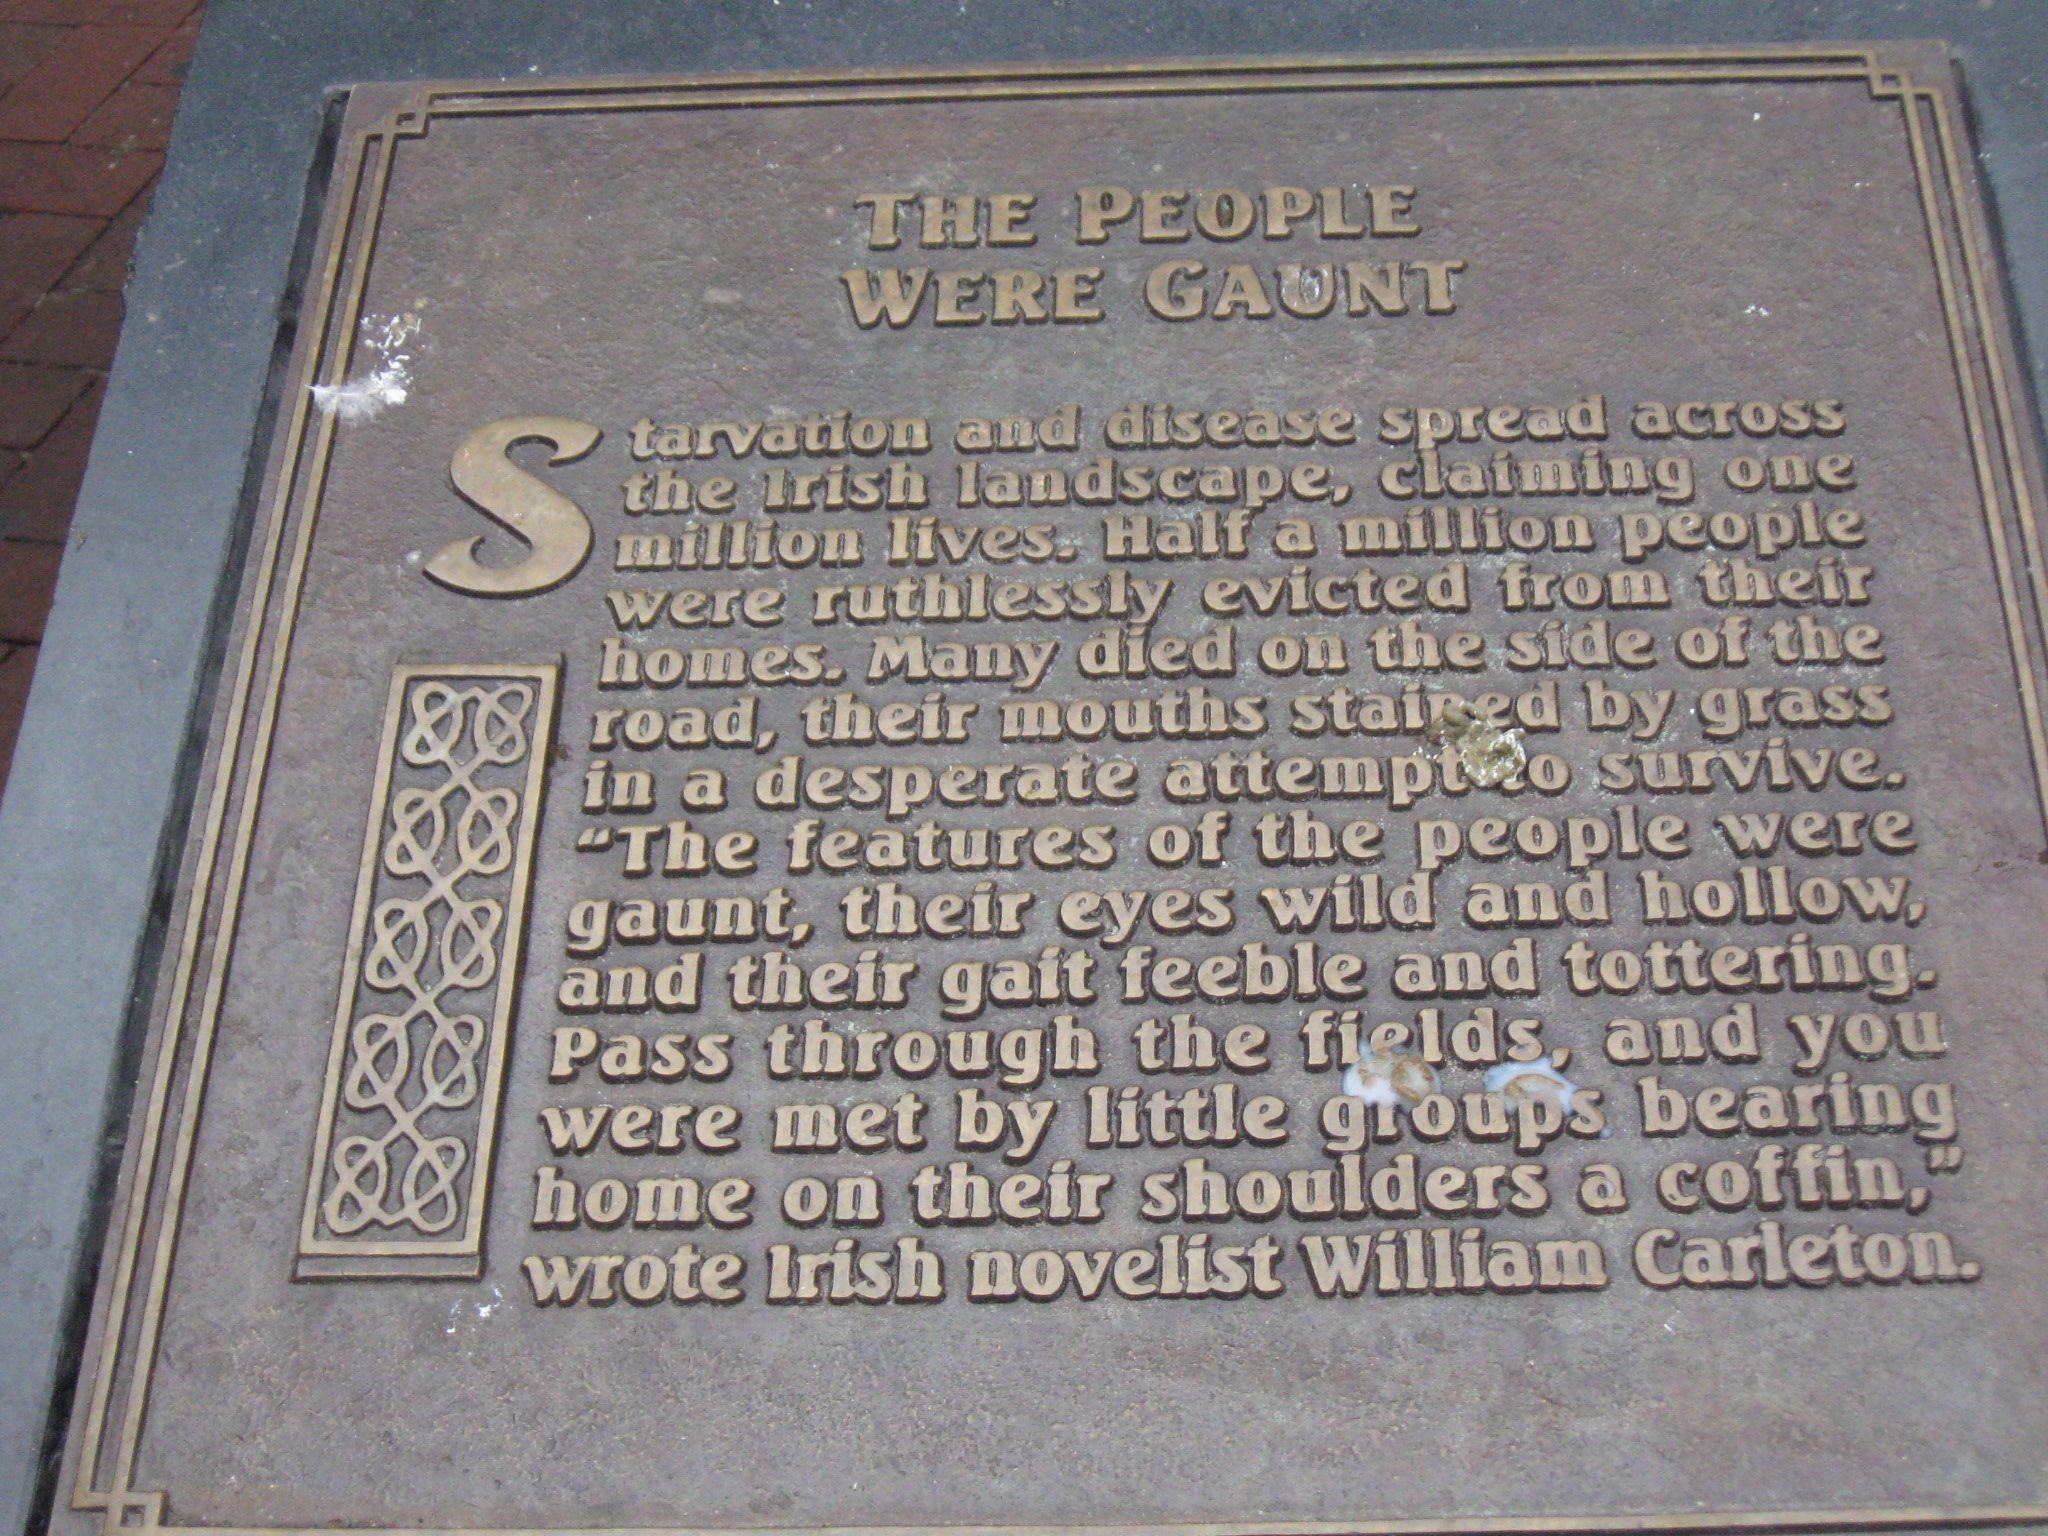 THE PEOPLE
WERE GAUNT
Starvation and disease spread across
the Irish landscape, claiming one
million lives. Half a million people
were ruthlessly evicted from their
homes. Many died on the side of the
road, their mouths stained by grass
in a desperate attempt to survive.
“The features of the people were
gaunt, their eyes wild and hollow,
and their gait feeble and tottering.
Pass through the fields, and you
were met by little groups bearing
home on their shoulders a coffin,”
wrote Irish novelist William Carleton.